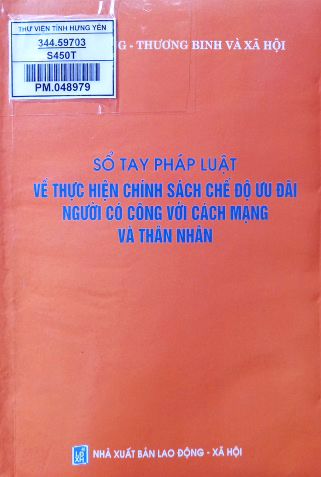 THƯ VIỆN TỈNH HƯNG YÊN
344.59703
S450T
PM.048979
G - THƯƠNG BINH VÀ XÃ HỘI
SỔ TAY PHÁP LUẬT
VỀ THỰC HIỆN CHÍNH SÁCH CHẾ ĐỘ ƯU ĐÃI
NGƯỜI CÓ CÔNG VỚI CÁCH MẠNG
VÀ THÂN NHÂN
LĐ
XH
NHÀ XUẤT BẢN LAO ĐỘNG - XÃ HỘI